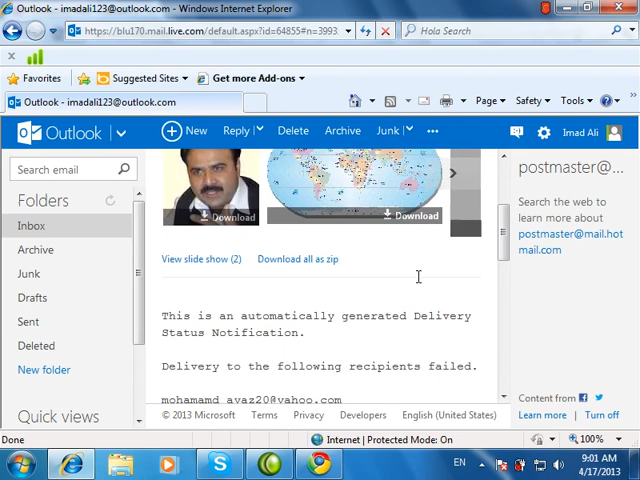 Outlook - imadali123@outlook.com - Windows Internet Explorer
https://blu170.mail.live.com/default.aspx?id=64855#n=3993
Hola Search
Favorites
Suggested Sites
Get more Add-ons
Outlook - imadali123@outlook.com
Page
Safety
Tools
Outlook
New
Reply
Delete
Archive
Junk
Imad Ali
Search email
Folders
Inbox
Archive
Junk
Drafts
Sent
Deleted
New folder
Quick views
Download
Download
View slide show (2)
Download all as zip
This is an automatically generated Delivery
Status Notification.
Delivery to the following recipients failed.
mohamamd_ayaz20@yahoo.com
postmaster@...
Search the web to
learn more about
postmaster@mail.hot
mail.com
Content from
Learn more
Turn off
© 2013 Microsoft
Terms
Privacy
Developers
English (United States)
Done
Internet | Protected Mode: On
100%
EN
9:01 AM
4/17/2013